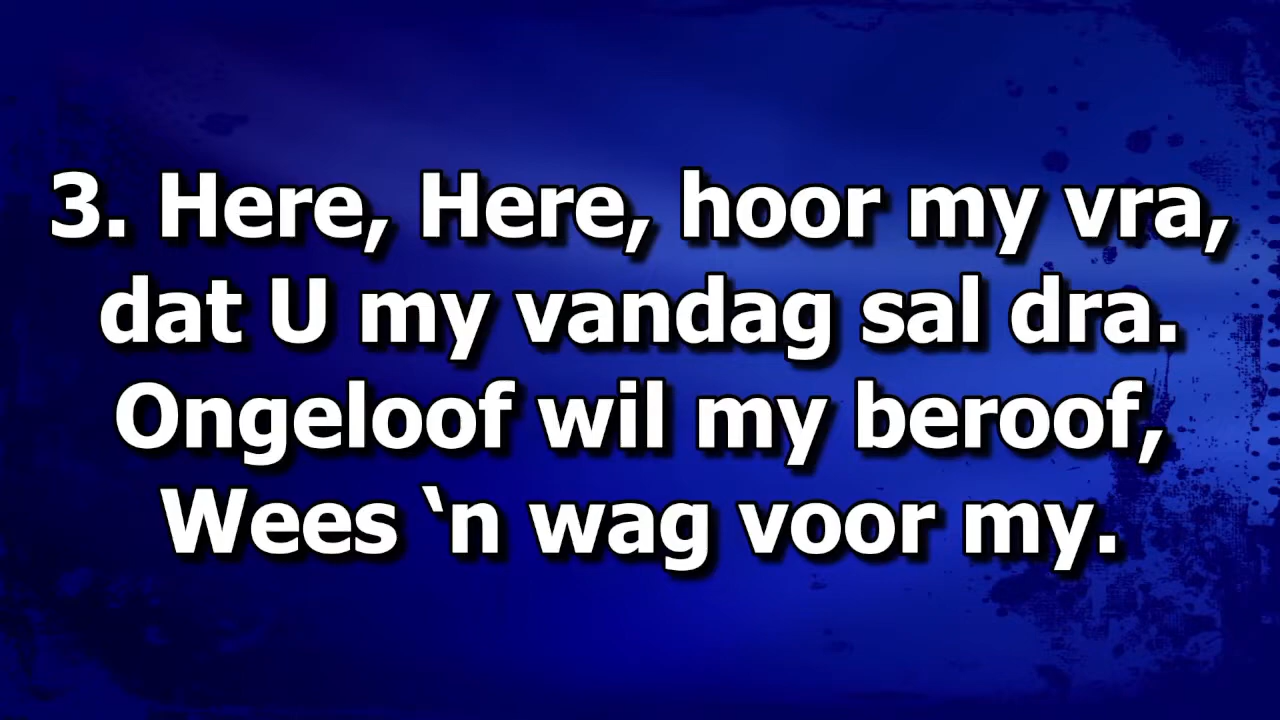 3. Here, Here, hoor my vra,
dat U my vandag sal dra.
Ongeloof wil my beroof,
Wees ‘n wag voor my.